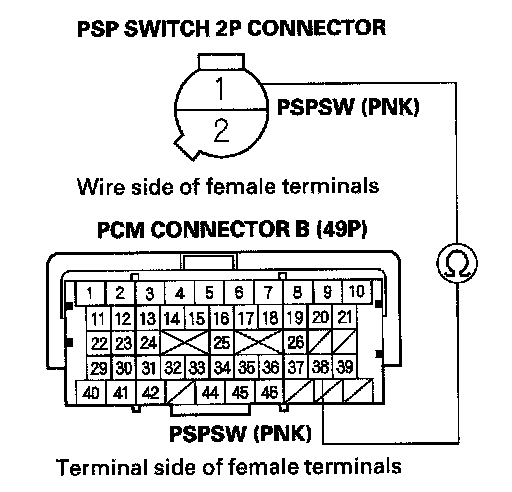 PSP SWITCH 2P CONNECTOR
1
PSPSW (PNK)
2
Wire side of female terminals
PCM CONNECTOR B (49P)
Ω
1 2 3 4 5 6 7 8 9 10
11 12 13 14 15 16 17 18 19 20 21
22 23 24 25 26
29 30 31 32 33 34 35 36 37 38 39
40 41 42 44 45 46
PSPSW (PNK)
Terminal side of female terminals